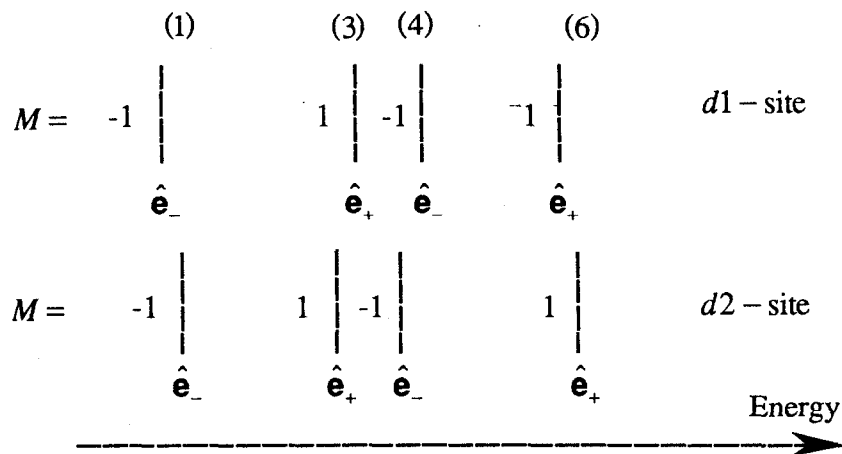 (1) (3) (4) (6)
M = -1 1 -1 1 d1 – site
ê₋ ê₊ ê₋ ê₊
M = -1 1 -1 1 d2 – site
ê₋ ê₊ ê₋ ê₊
Energy